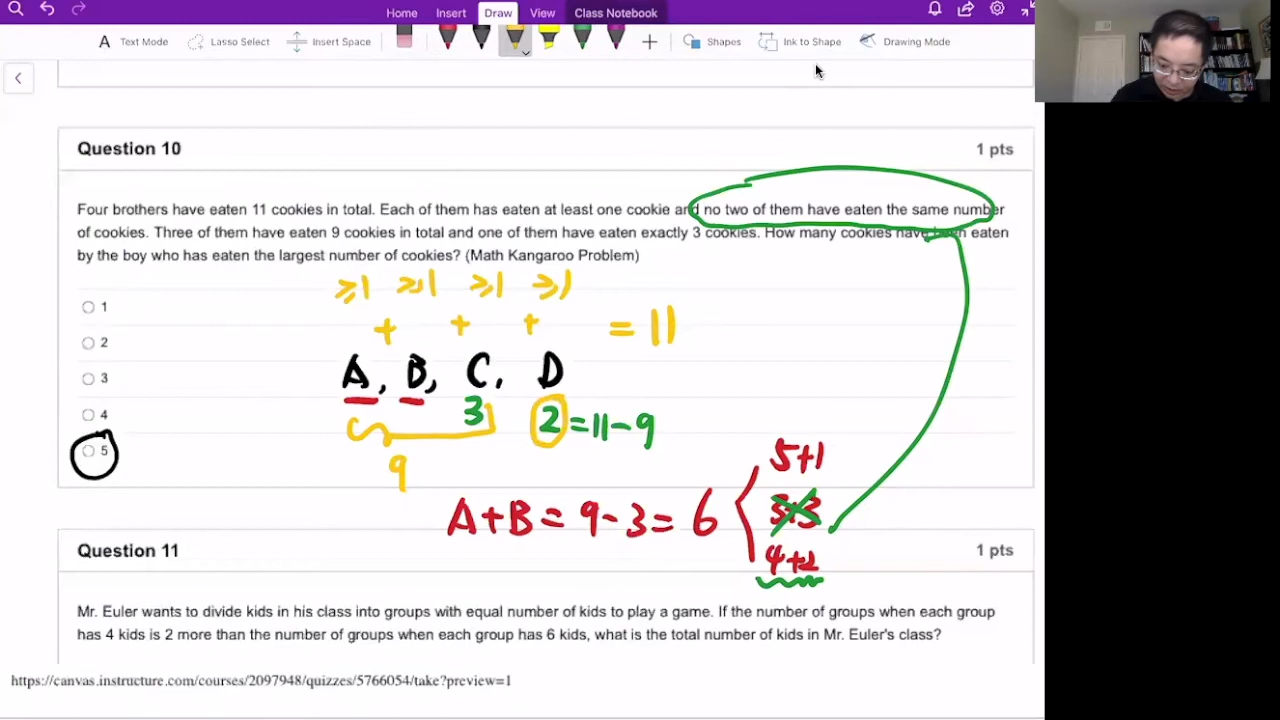 Home Insert Draw View Class Notebook
Text Mode Lasso Select Insert Space Shapes Ink to Shape Drawing Mode
Question 10 1 pts
Four brothers have eaten 11 cookies in total. Each of them has eaten at least one cookie and no two of them have eaten the same number
of cookies. Three of them have eaten 9 cookies in total and one of them have eaten exactly 3 cookies. How many cookies have been eaten
by the boy who has eaten the largest number of cookies? (Math Kangaroo Problem)
≥1 ≥1 ≥1 ≥1
1
+ + + = 11
2
A, B, C, D
3
3 2 = 11-9
4
5
9
5+1
A+B = 9-3 = 6
3+3
4+2
Question 11 1 pts
Mr. Euler wants to divide kids in his class into groups with equal number of kids to play a game. If the number of groups when each group
has 4 kids is 2 more than the number of groups when each group has 6 kids, what is the total number of kids in Mr. Euler's class?
https://canvas.instructure.com/courses/2097948/quizzes/5766054/take?preview=1